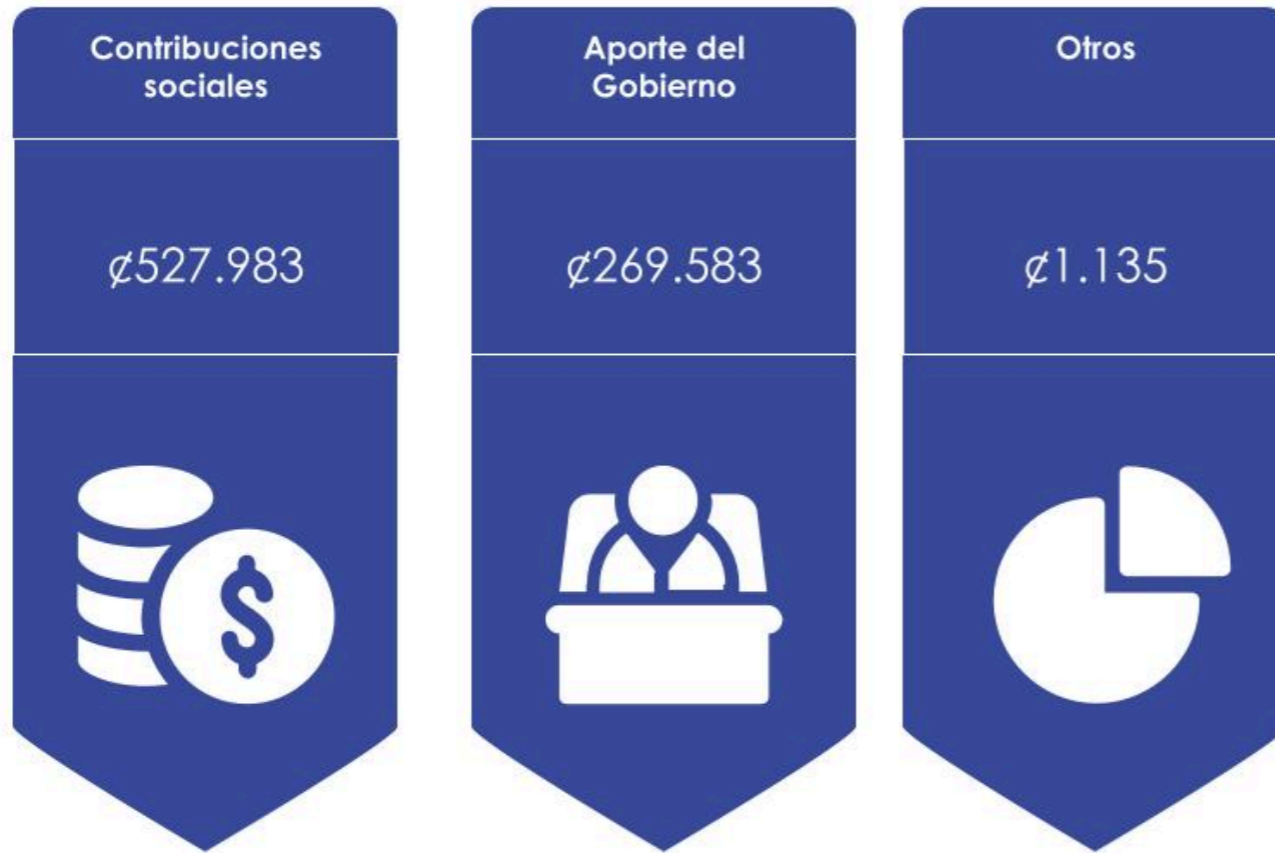 Contribuciones
sociales
₡527.983
Aporte del
Gobierno
₡269.583
Otros
₡1.135
$